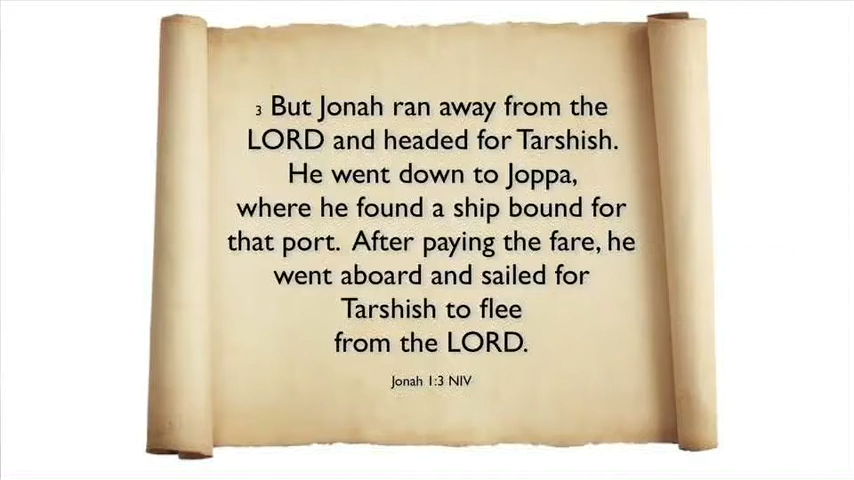 3 But Jonah ran away from the
LORD and headed for Tarshish.
He went down to Joppa,
where he found a ship bound for
that port. After paying the fare, he
went aboard and sailed for
Tarshish to flee
from the LORD.
Jonah 1:3 NIV